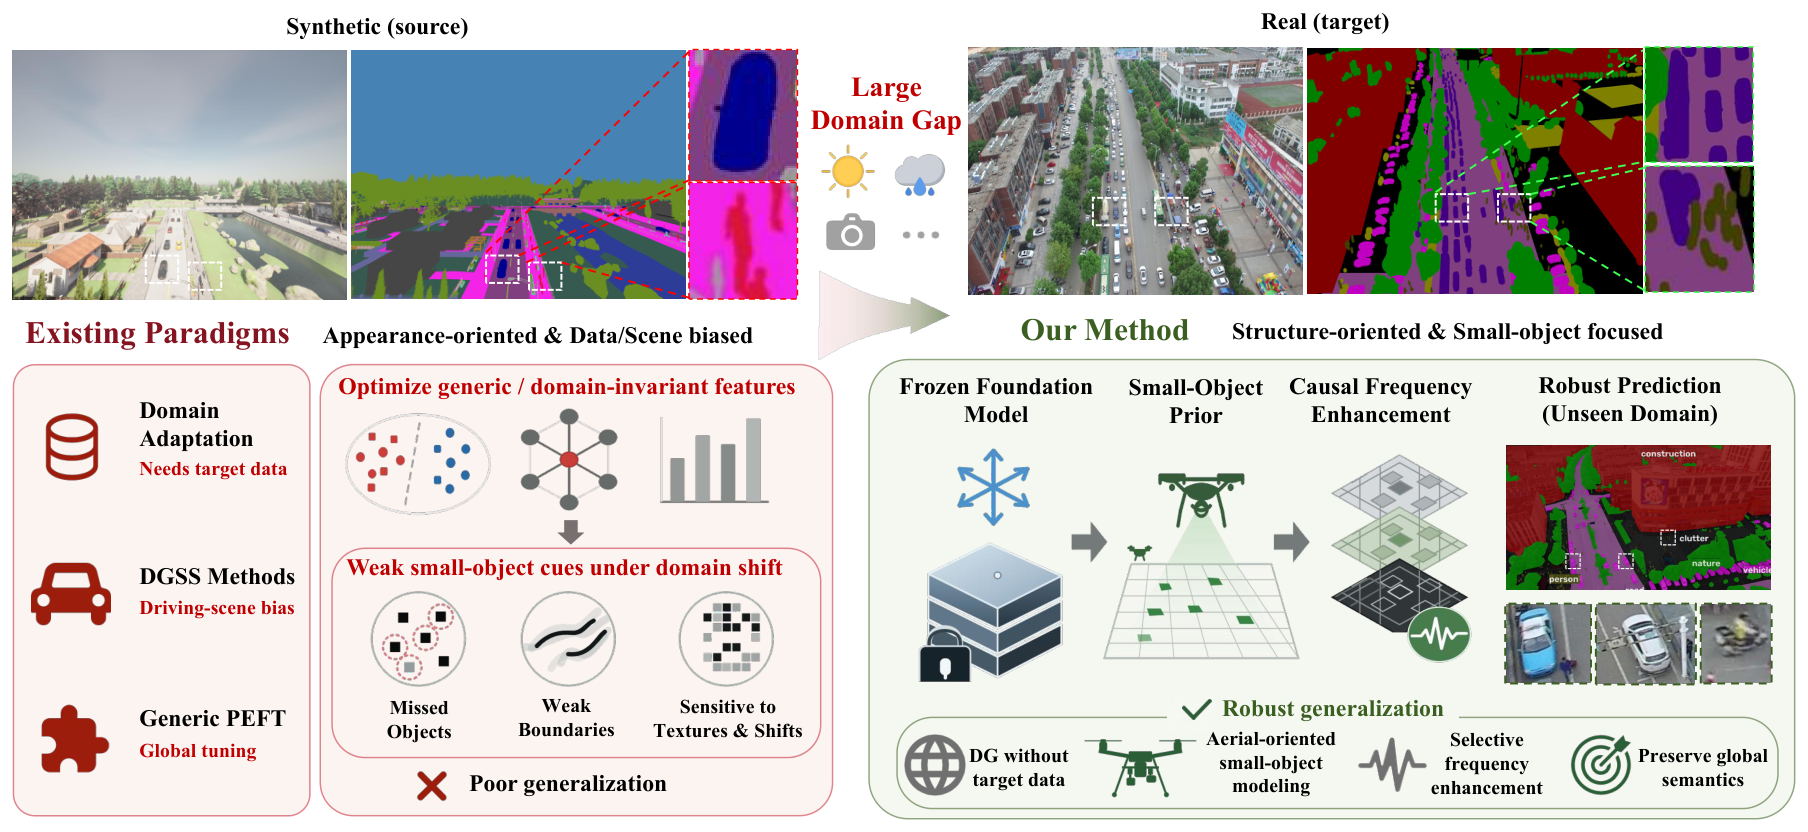 Synthetic (source)
Real (target)
Large
Domain Gap
Existing Paradigms
Appearance-oriented & Data/Scene biased
Our Method
Structure-oriented & Small-object focused
Domain
Adaptation
Needs target data
DGSS Methods
Driving-scene bias
Generic PEFT
Global tuning
Optimize generic / domain-invariant features
Weak small-object cues under domain shift
Missed
Objects
Weak
Boundaries
Sensitive to
Textures & Shifts
Poor generalization
Frozen Foundation
Model
Small-Object
Prior
Causal Frequency
Enhancement
Robust Prediction
(Unseen Domain)
construction
clutter
nature
vehicle
person
Robust generalization
DG without
target data
Aerial-oriented
small-object
modeling
Selective
frequency
enhancement
Preserve global
semantics